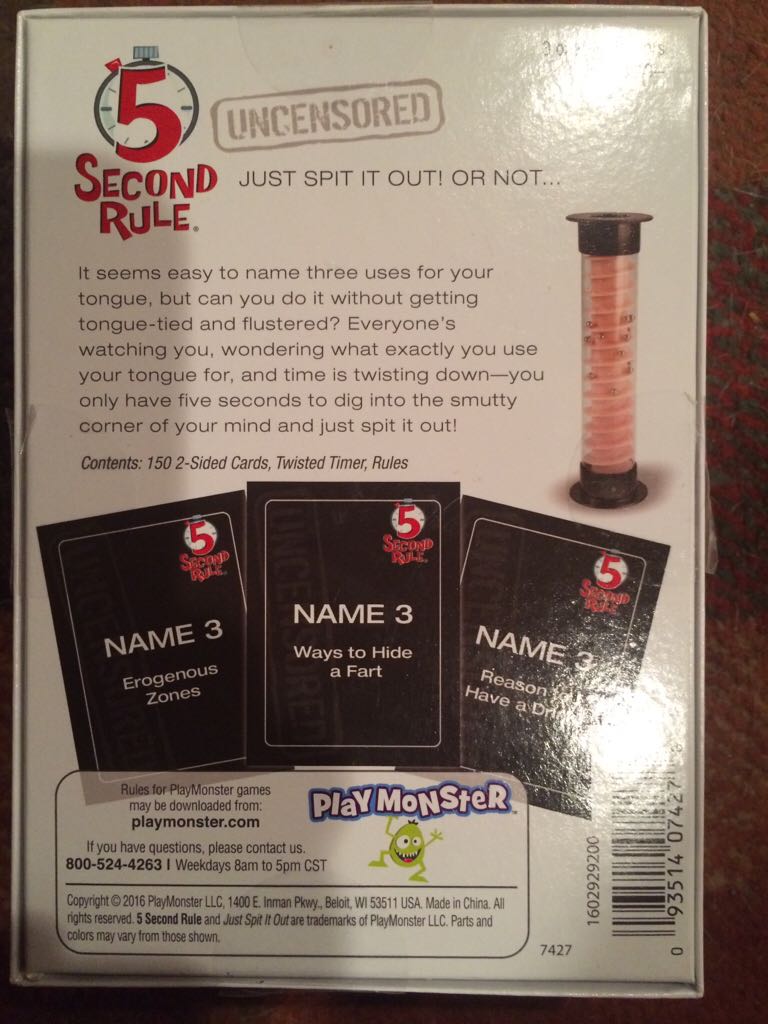 5
SECOND
RULE®
UNCENSORED
JUST SPIT IT OUT! OR NOT...
It seems easy to name three uses for your
tongue, but can you do it without getting
tongue-tied and flustered? Everyone's
watching you, wondering what exactly you use
your tongue for, and time is twisting down—you
only have five seconds to dig into the smutty
corner of your mind and just spit it out!
Contents: 150 2-Sided Cards, Twisted Timer, Rules
5
SECOND
RULE®
NAME 3
Erogenous
Zones
5
SECOND
RULE®
NAME 3
Ways to Hide
a Fart
5
SECOND
RULE®
NAME 3
Have a
Rules for PlayMonster games
may be downloaded from:
playmonster.com
If you have questions, please contact us.
800-524-4263 | Weekdays 8am to 5pm CST
PLAYMONSTER™
Copyright © 2016 PlayMonster LLC, 1400 E. Inman Pkwy., Beloit, WI 53511 USA. Made in China. All
rights reserved. 5 Second Rule and Just Spit It Out are trademarks of PlayMonster LLC. Parts and
colors may vary from those shown.
7427
1602929200
0 93514 07427